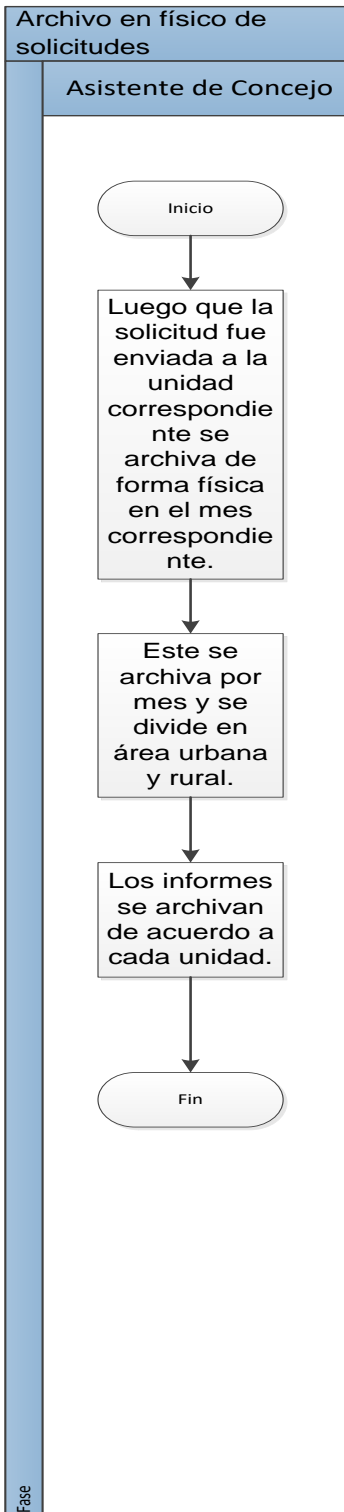 Archivo en físico de
solicitudes
Asistente de Concejo
Inicio
Luego que la
solicitud fue
enviada a la
unidad
correspondie
nte se
archiva de
forma física
en el mes
correspondie
nte.
Este se
archiva por
mes y se
divide en
área urbana
y rural.
Los informes
se archivan
de acuerdo a
cada unidad.
Fin
Fase